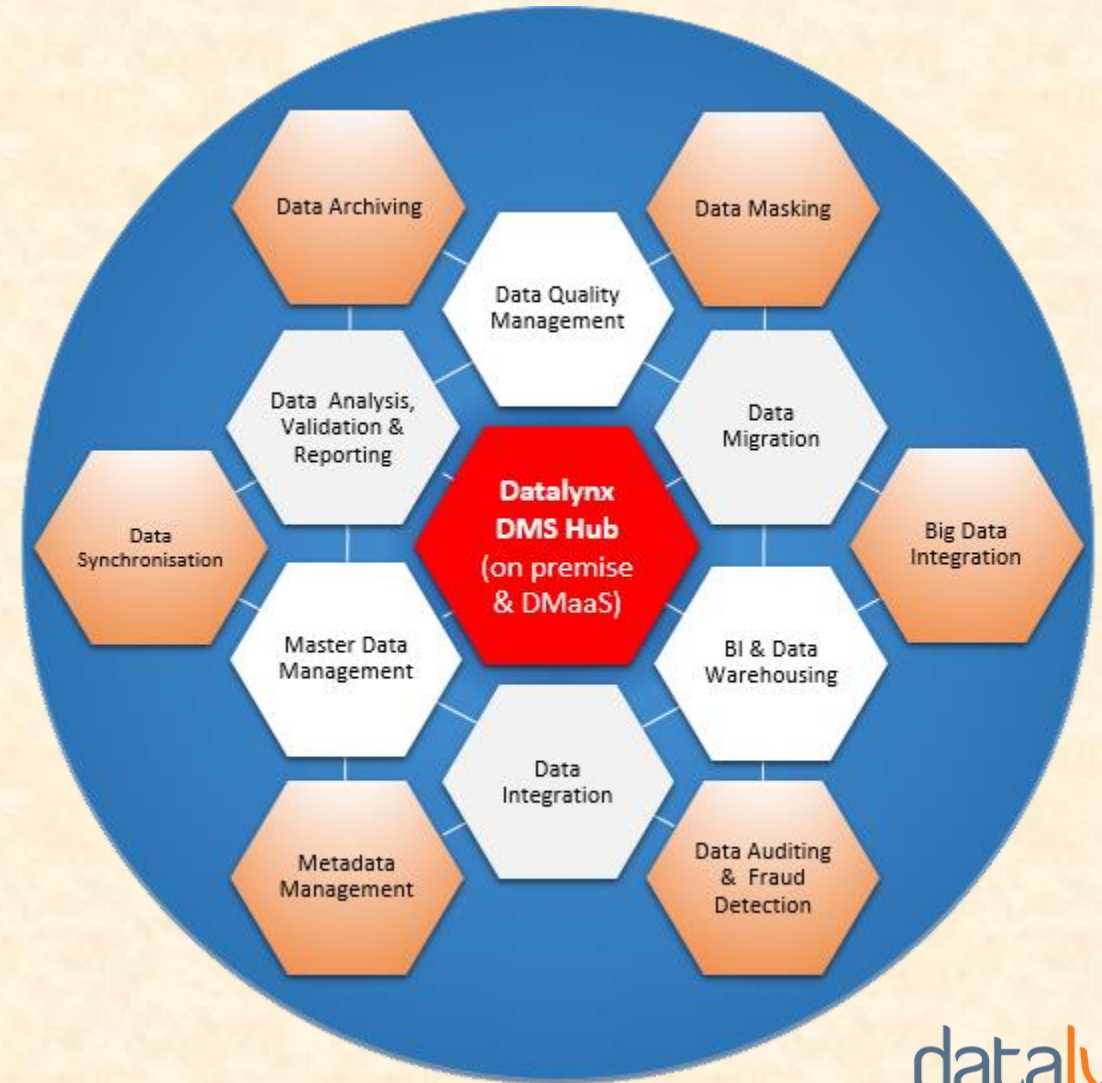 Data Archiving
Data Masking
Data Quality
Management
Data Analysis,
Validation &
Reporting
Data
Migration
Datalynx
DMS Hub
(on premise
& DMaaS)
Data
Synchronisation
Big Data
Integration
Master Data
Management
BI & Data
Warehousing
Data
Integration
Metadata
Management
Data Auditing
& Fraud
Detection